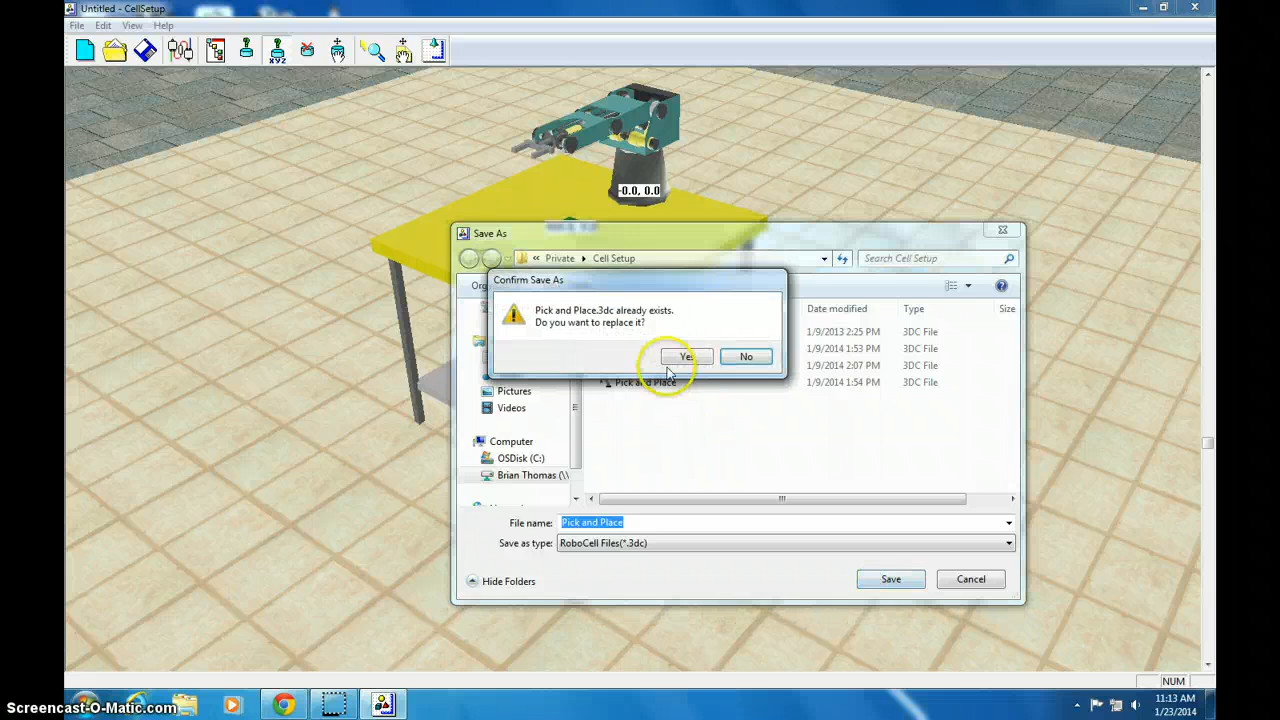 Untitled - CellSetup
File Edit View Help
XYZ
-0.0, 0.0
Save As
« Private ▸ Cell Setup
Search Cell Setup
Confirm Save As
Pick and Place.3dc already exists.
Do you want to replace it?
Yes No
Date modified Type Size
1/9/2013 2:25 PM 3DC File
1/9/2014 1:53 PM 3DC File
1/9/2014 2:07 PM 3DC File
1/9/2014 1:54 PM 3DC File
Pick and Place
Pictures
Videos
Computer
OSDisk (C:)
Brian Thomas (\\
File name: Pick and Place
Save as type: RoboCell Files(*.3dc)
Hide Folders
Save Cancel
NUM
11:13 AM
1/23/2014
Screencast-O-Matic.com